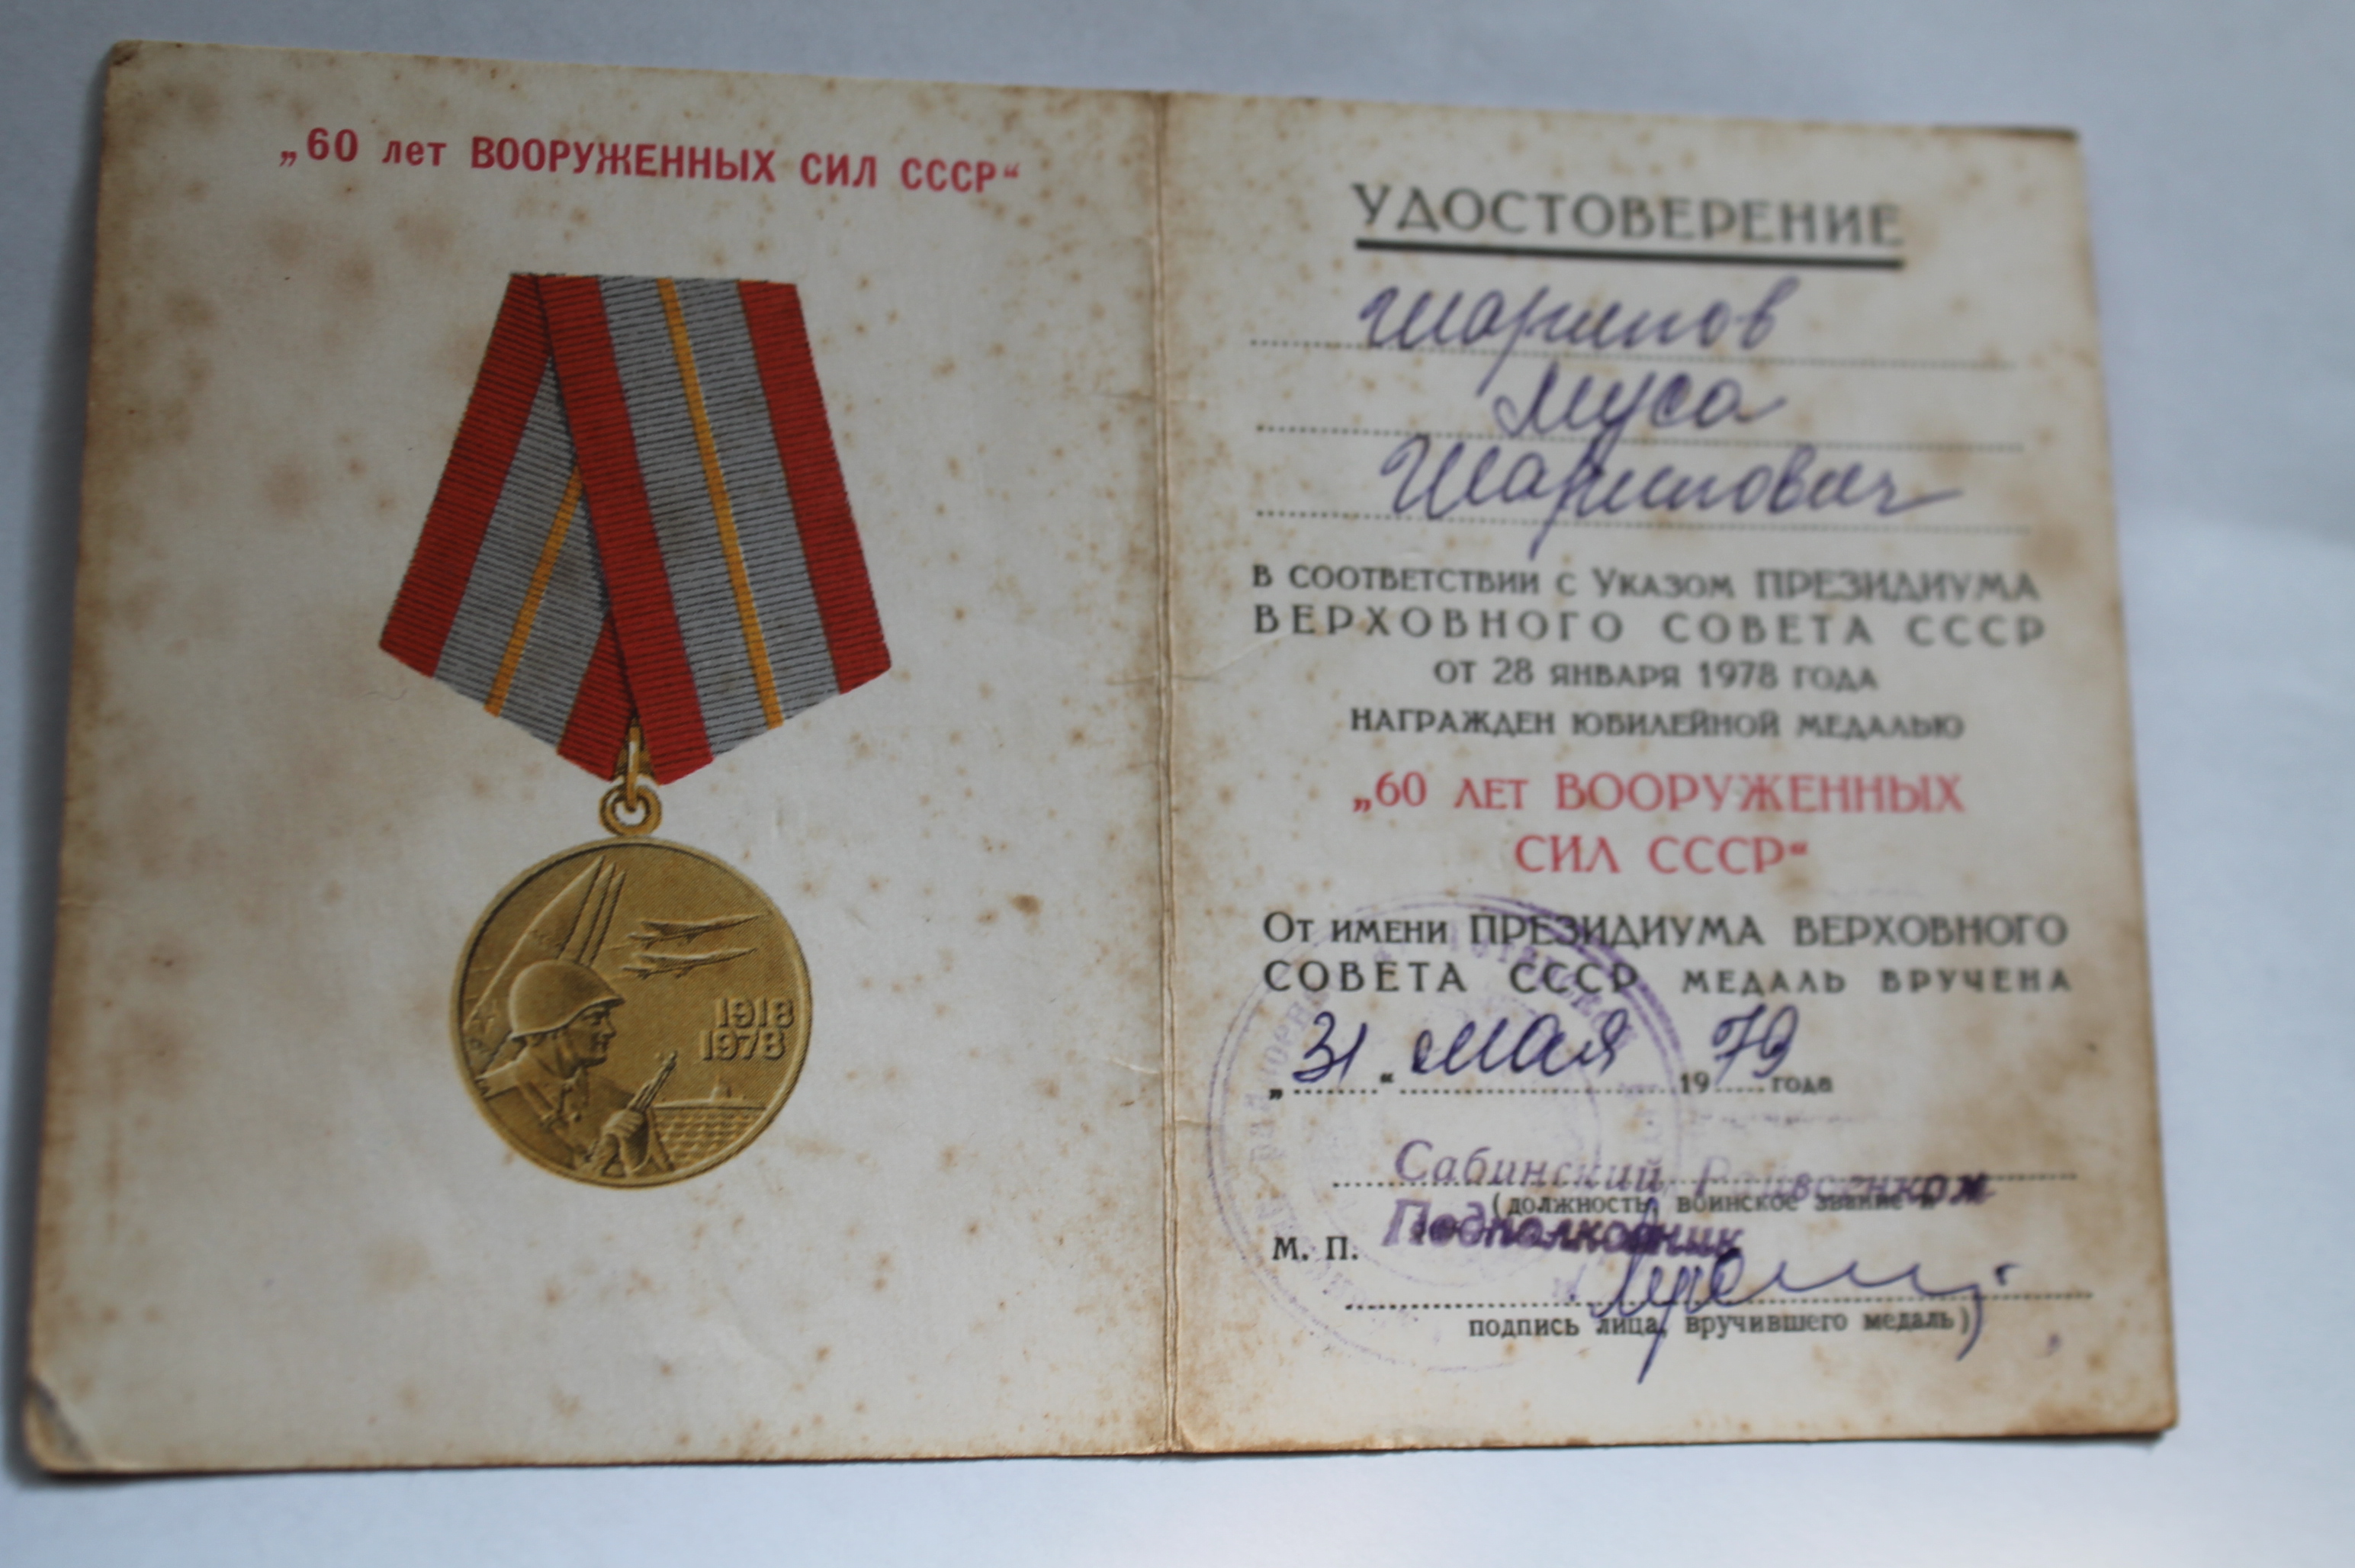 „60 лет ВООРУЖЕННЫХ СИЛ СССР“
1918
1978
УДОСТОВЕРЕНИЕ
Шарипов
Муса
Шарипович
В СООТВЕТСТВИИ С УКАЗОМ ПРЕЗИДИУМА
ВЕРХОВНОГО СОВЕТА СССР
ОТ 28 ЯНВАРЯ 1978 ГОДА
НАГРАЖДЕН ЮБИЛЕЙНОЙ МЕДАЛЬЮ
„60 ЛЕТ ВООРУЖЕННЫХ
СИЛ СССР“
ОТ ИМЕНИ ПРЕЗИДИУМА ВЕРХОВНОГО
СОВЕТА СССР МЕДАЛЬ ВРУЧЕНА
„31“ мая 1979 года
Сабинский Райвоенком
(должность, воинское звание и
М. П. Подполковник
подпись лица, вручившего медаль)